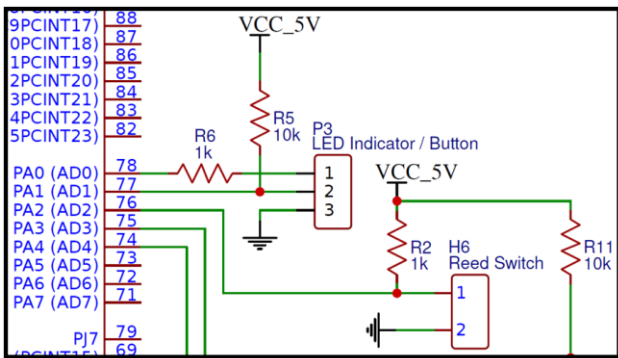 9PCINT17) 88
0PCINT18) 87
1PCINT19) 86
2PCINT20) 85
3PCINT21) 84
4PCINT22) 83
5PCINT23) 82
PA0 (AD0) 78
PA1 (AD1) 77
PA2 (AD2) 76
PA3 (AD3) 75
PA4 (AD4) 74
PA5 (AD5) 73
PA6 (AD6) 72
PA7 (AD7) 71
PJ7 79
69
VCC_5V
R5
10k
R6
1k
P3
LED Indicator / Button
1
2
3
VCC_5V
R2
1k
H6
Reed Switch
1
2
R11
10k